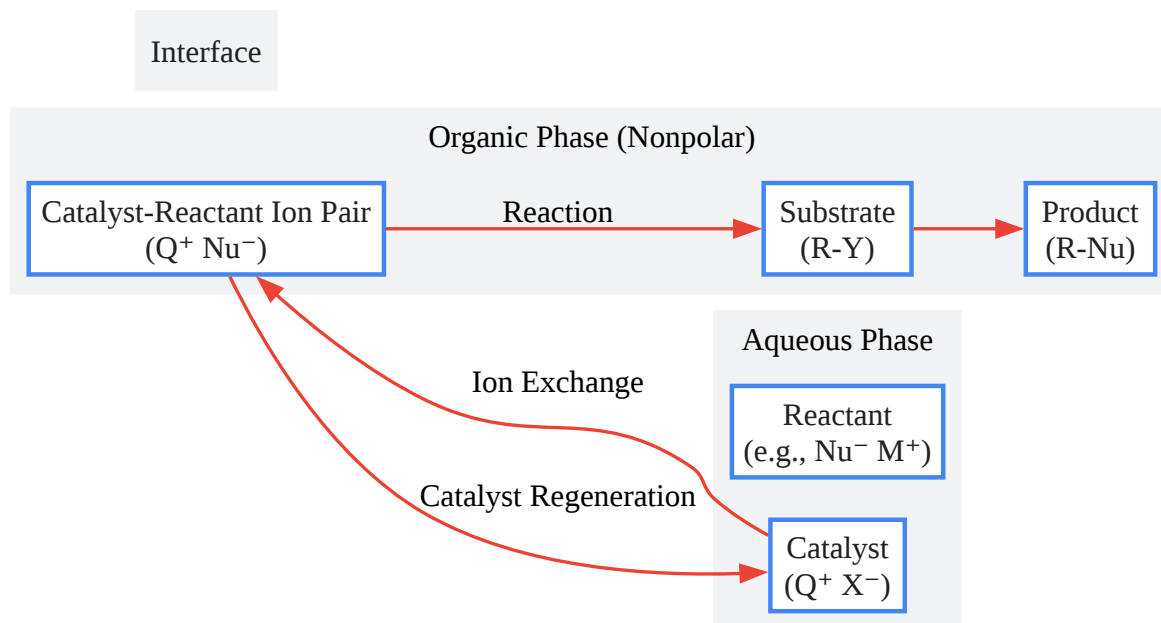 Interface
Organic Phase (Nonpolar)
Catalyst-Reactant Ion Pair
(Q⁺ Nu⁻)
Reaction
Substrate
(R-Y)
Product
(R-Nu)
Aqueous Phase
Ion Exchange
Reactant
(e.g., Nu⁻ M⁺)
Catalyst Regeneration
Catalyst
(Q⁺ X⁻)